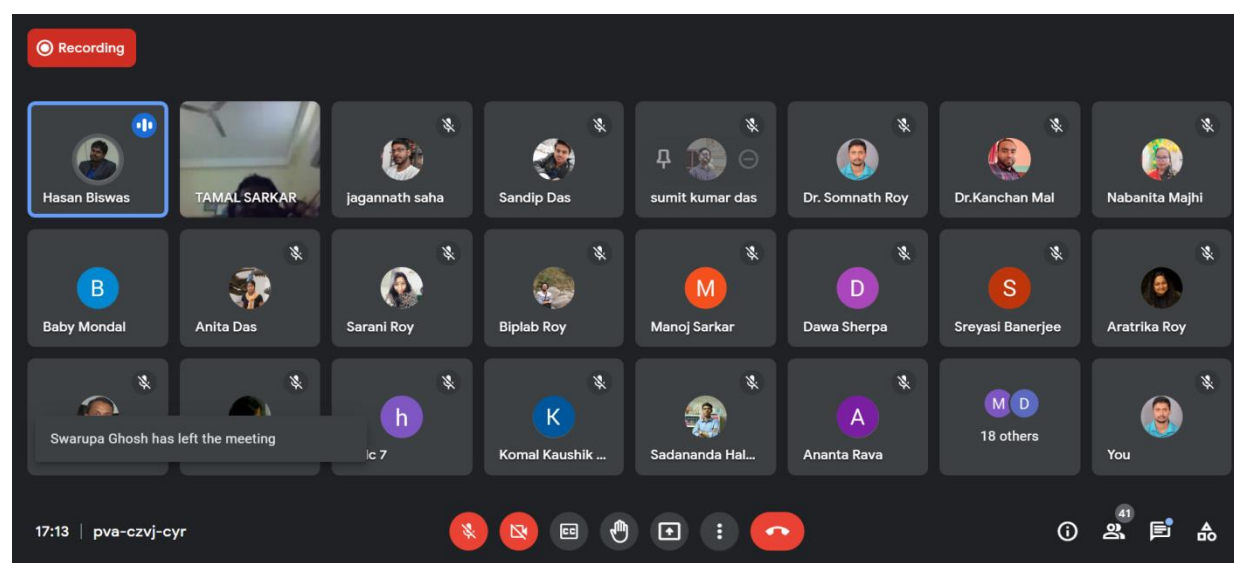 Recording
Hasan Biswas
TAMAL SARKAR
jagannath saha
Sandip Das
sumit kumar das
Dr. Somnath Roy
Dr.Kanchan Mal
Nabanita Majhi
B
Baby Mondal
Anita Das
Sarani Roy
Biplab Roy
M
Manoj Sarkar
D
Dawa Sherpa
S
Sreyasi Banerjee
Aratrika Roy
Swarupa Ghosh has left the meeting
h
lc 7
K
Komal Kaushik ...
Sadananda Hal...
A
Ananta Rava
M D
18 others
You
17:13 | pva-czvj-cyr
CC
41